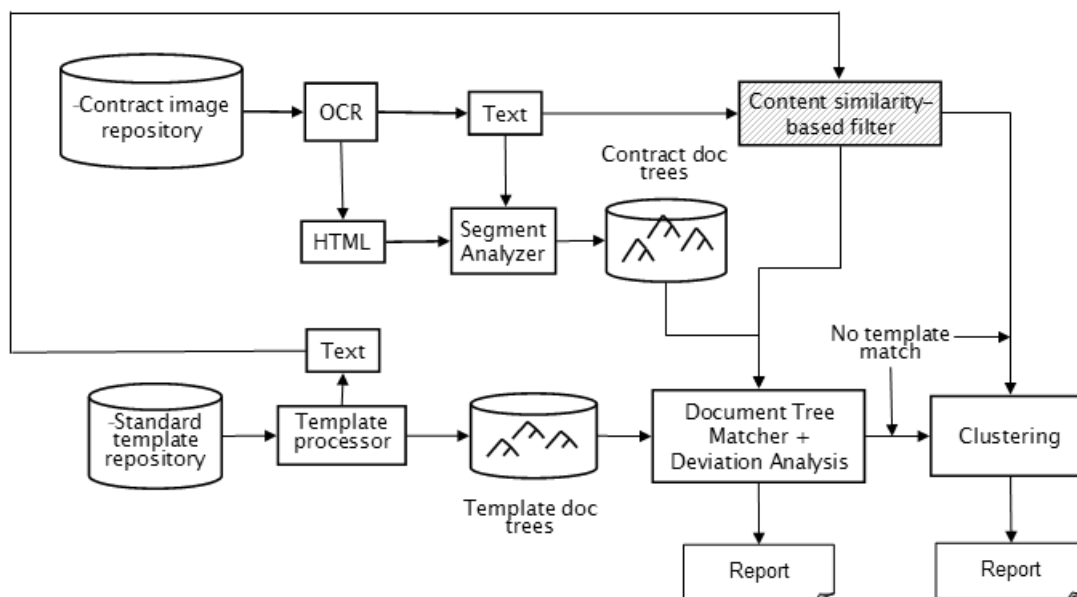 -Contract image
repository
OCR
Text
Content similarity-
based filter
Contract doc
trees
HTML
Segment
Analyzer
Text
No template
match
-Standard
template
repository
Template
processor
Document Tree
Matcher +
Deviation Analysis
Clustering
Template doc
trees
Report
Report